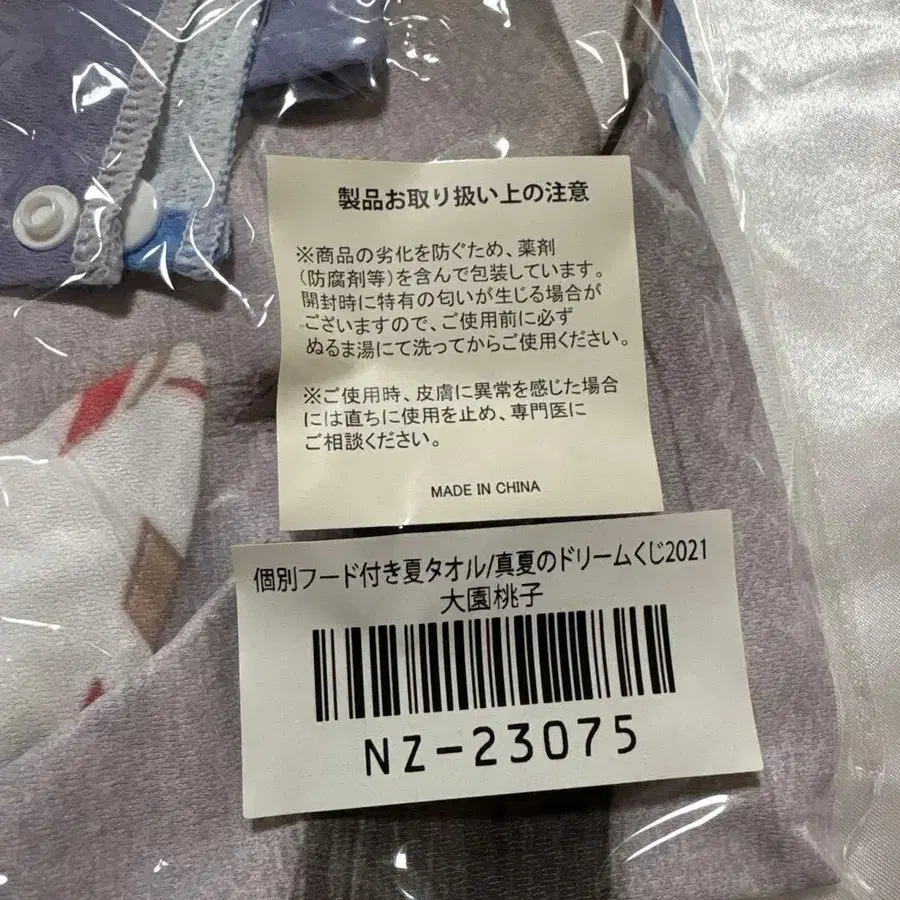 製品お取り扱い上の注意
※商品の劣化を防ぐため、薬剤
(防腐剤等)を含んで包装しています。
開封時に特有の匂いが生じる場合が
ございますので、ご使用前に必ず
ぬるま湯にて洗ってからご使用ください。
※ご使用時、皮膚に異常を感じた場合
には直ちに使用を止め、専門医に
ご相談ください。
MADE IN CHINA
個別フード付き夏タオル/真夏のドリームくじ2021
大園桃子
NZ-23075